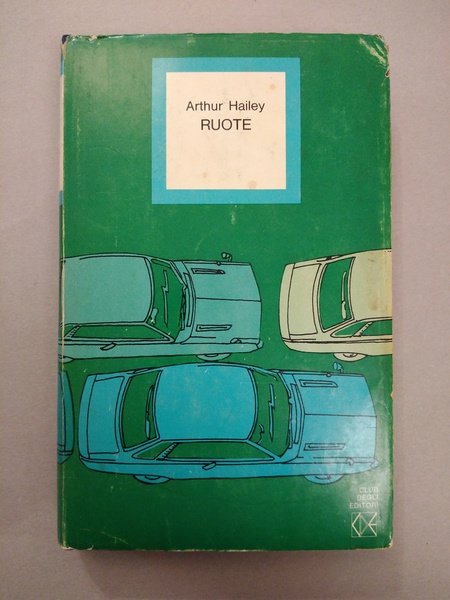 Arthur Hailey
RUOTE
CLUB
DEGLI
EDITORI